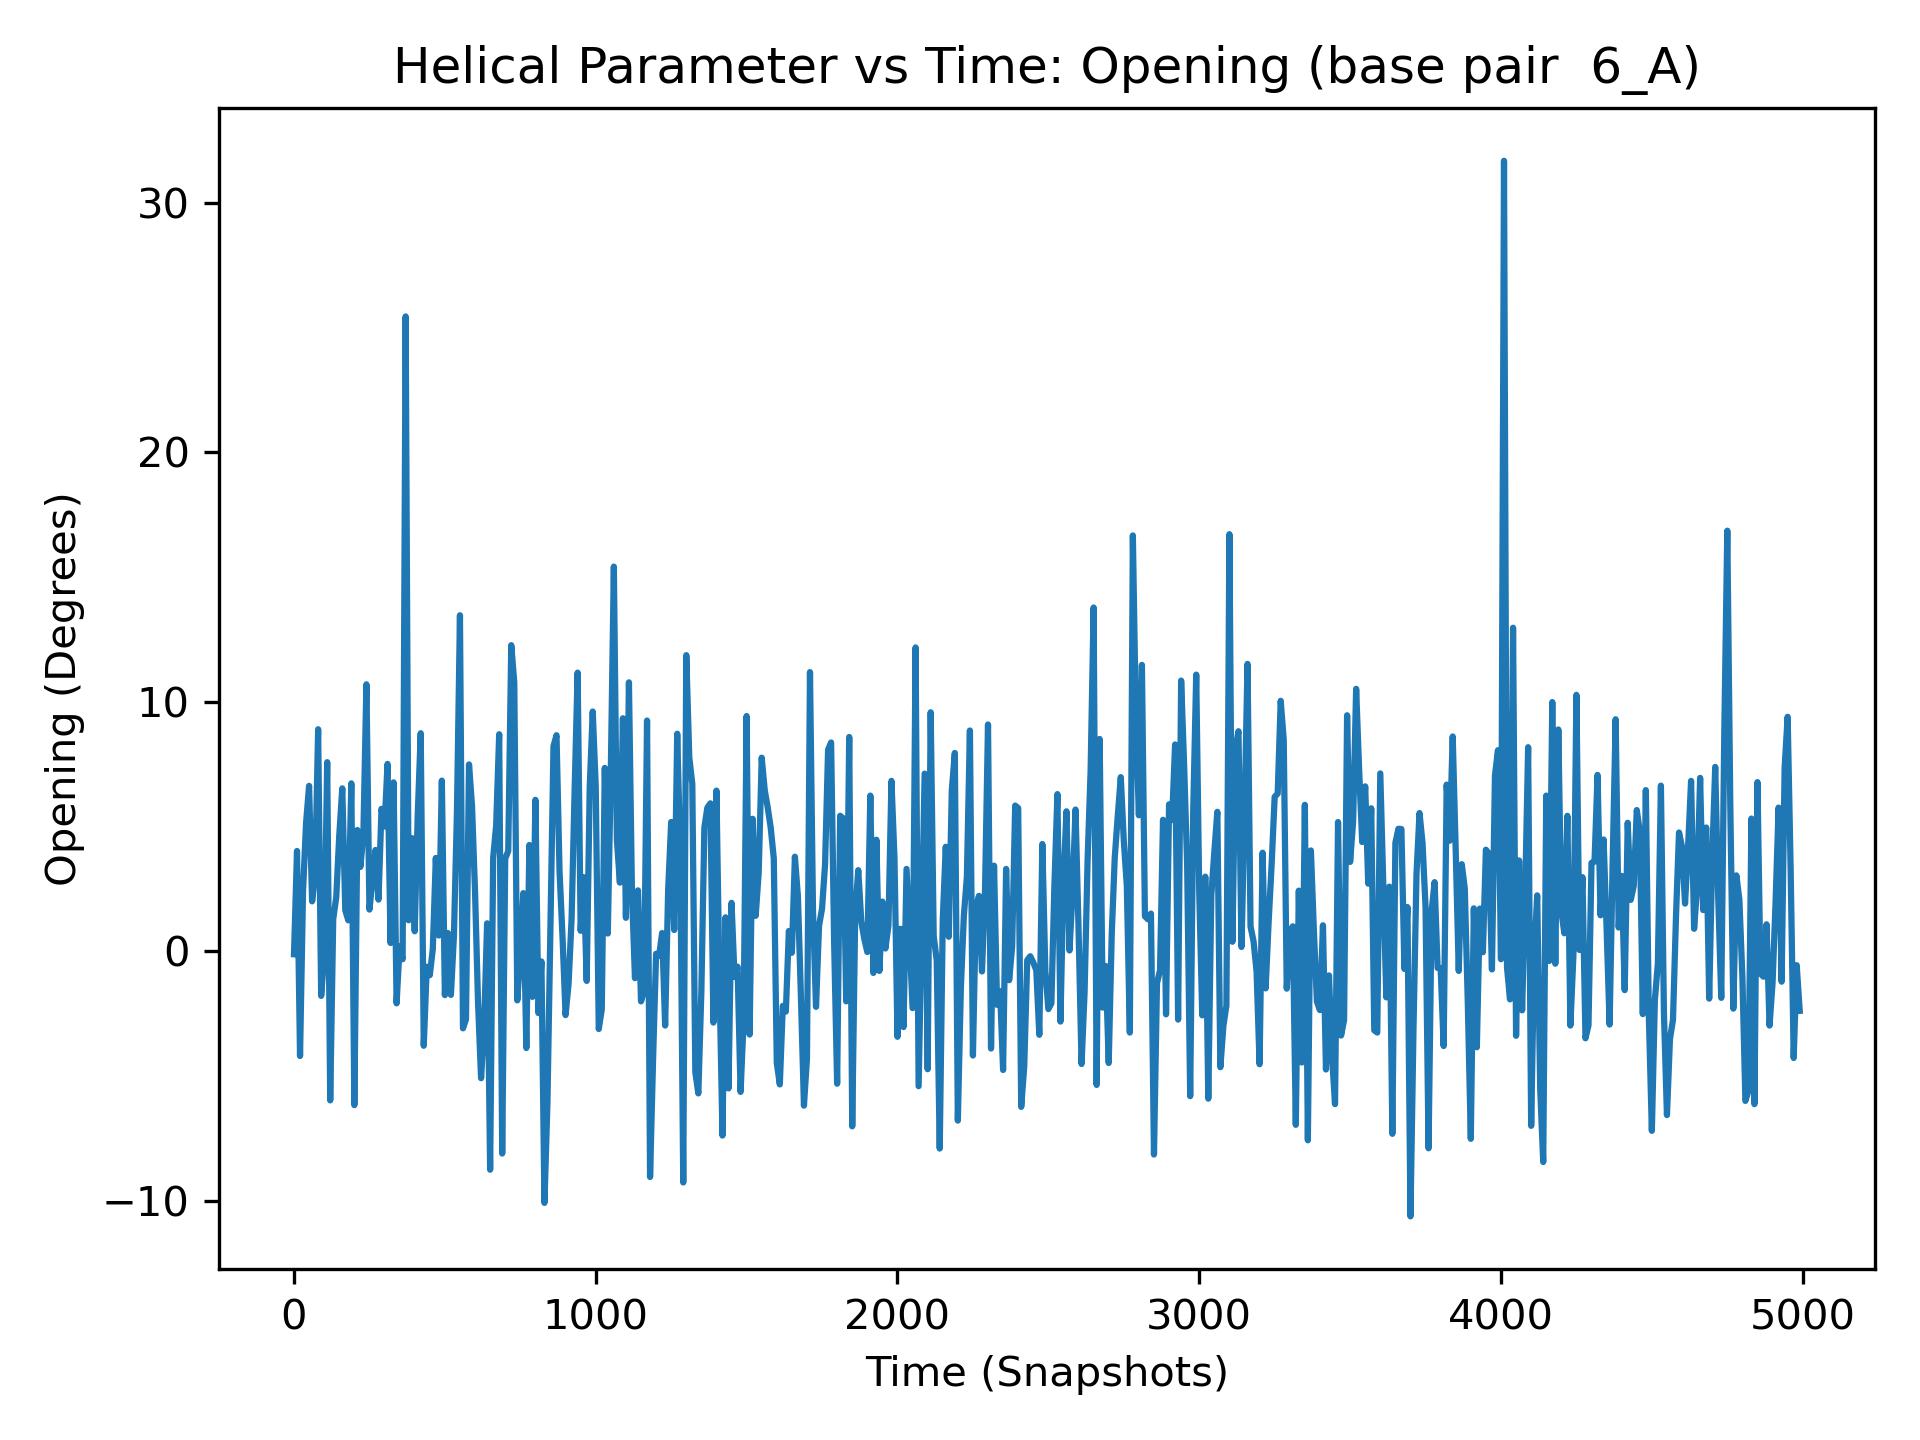 Helical Parameter vs Time: Opening (base pair  6_A)
30
20
10
0
−10
Opening (Degrees)
0 1000 2000 3000 4000 5000
Time (Snapshots)